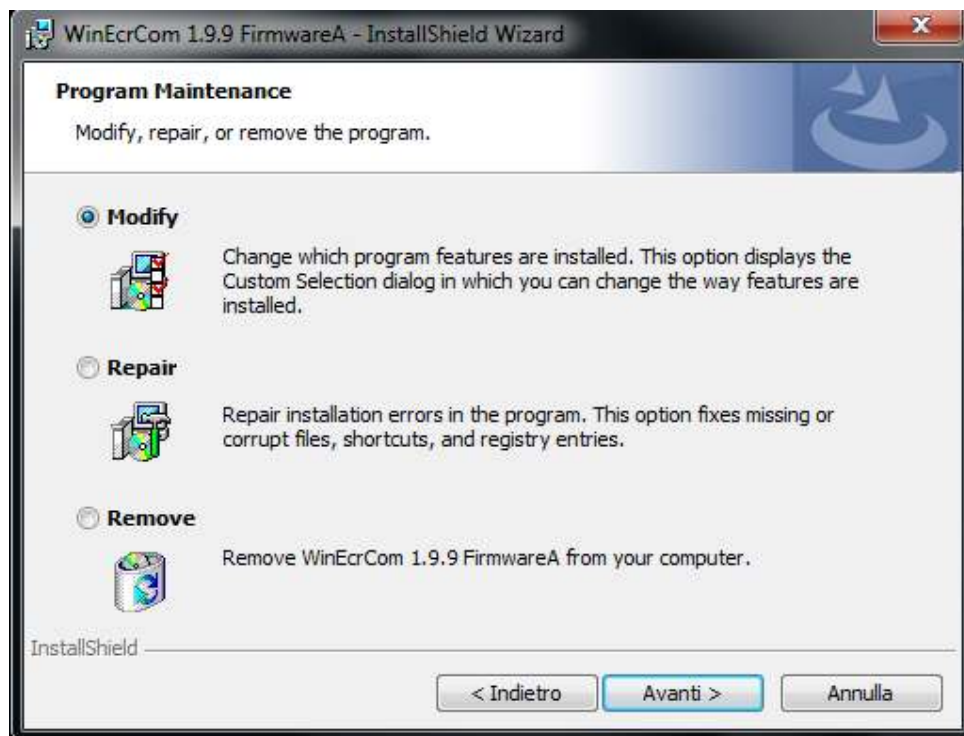 WinEcrCom 1.9.9 FirmwareA - InstallShield Wizard
Program Maintenance
Modify, repair, or remove the program.
Modify
Change which program features are installed. This option displays the
Custom Selection dialog in which you can change the way features are
installed.
Repair
Repair installation errors in the program. This option fixes missing or
corrupt files, shortcuts, and registry entries.
Remove
Remove WinEcrCom 1.9.9 FirmwareA from your computer.
InstallShield
< Indietro
Avanti >
Annulla